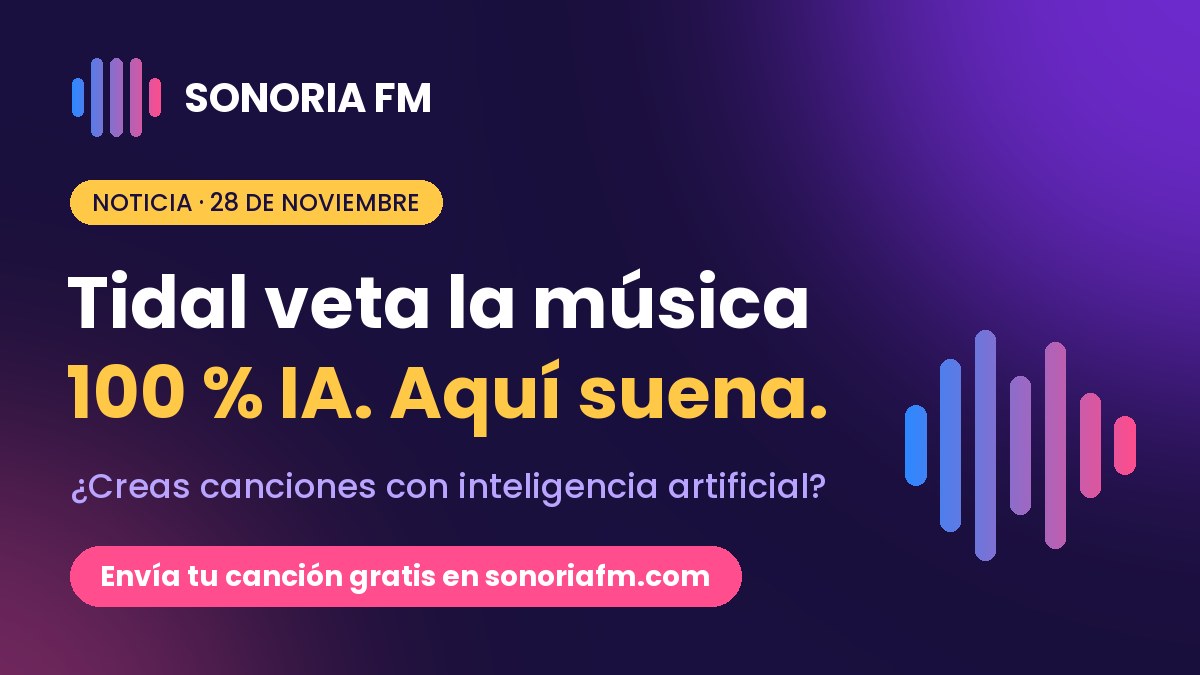 SONORIA FM
NOTICIA · 28 DE NOVIEMBRE
Tidal veta la música
100 % IA. Aquí suena.
¿Creas canciones con inteligencia artificial?
Envía tu canción gratis en sonoriafm.com